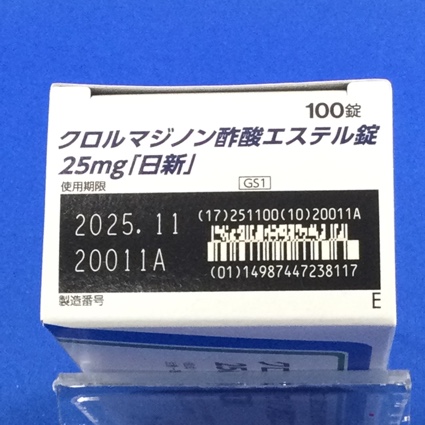 100錠
クロルマジノン酢酸エステル錠
25mg「日新」
使用期限
GS1
2025.11
20011A
(17)251100(10)20011A
(01)14987447238117
製造番号
E